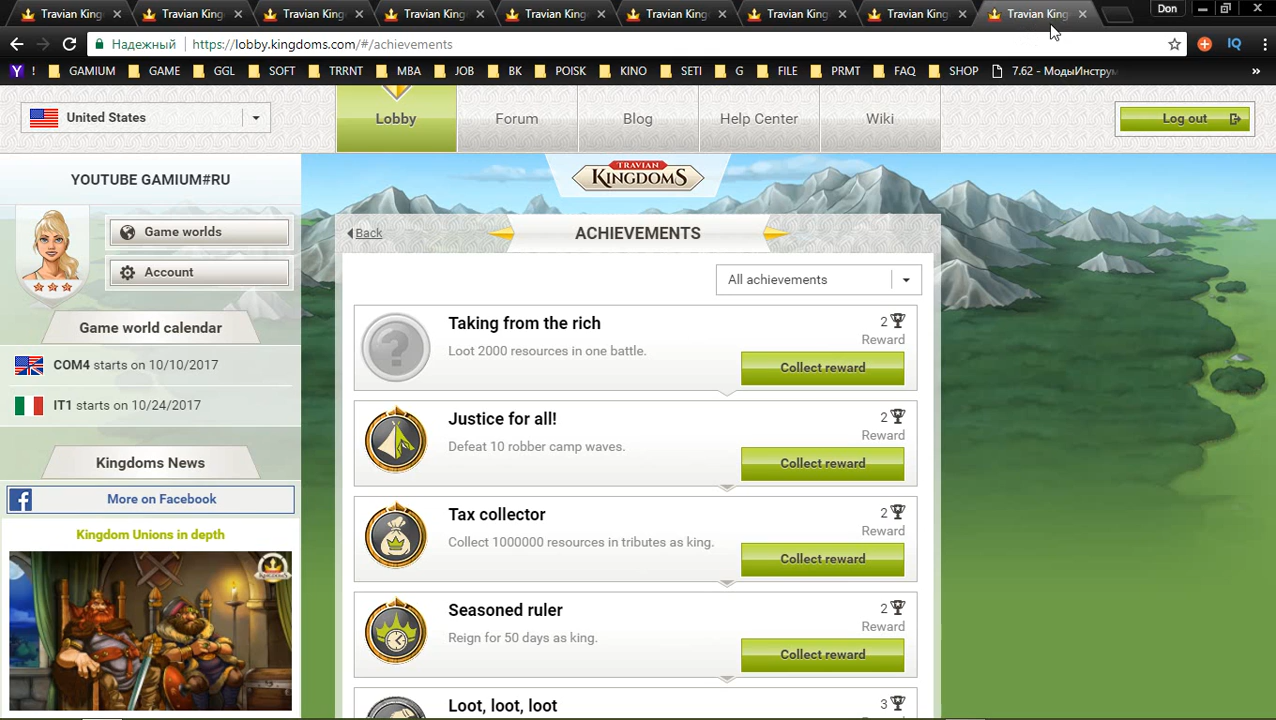 Travian King
Travian King
Travian King
Travian King
Travian King
Travian King
Travian King
Travian King
Travian King
Don
Надежный
https://lobby.kingdoms.com/#/achievements
IQ
Y ! GAMIUM GAME GGL SOFT TRRNT MBA JOB BK POISK KINO SETI G FILE PRMT FAQ SHOP 7.62 - МодыИнструм »
United States
Lobby
Forum
Blog
Help Center
Wiki
Log out
YOUTUBE GAMIUM#RU
Game worlds
Account
Game world calendar
COM4 starts on 10/10/2017
IT1 starts on 10/24/2017
Kingdoms News
More on Facebook
Kingdom Unions in depth
KINGDOMS
TRAVIAN
KINGDOMS
Back
ACHIEVEMENTS
All achievements
Taking from the rich
Loot 2000 resources in one battle.
2
Reward
Collect reward
Justice for all!
Defeat 10 robber camp waves.
2
Reward
Collect reward
Tax collector
Collect 1000000 resources in tributes as king.
2
Reward
Collect reward
Seasoned ruler
Reign for 50 days as king.
2
Reward
Collect reward
Loot, loot, loot
3